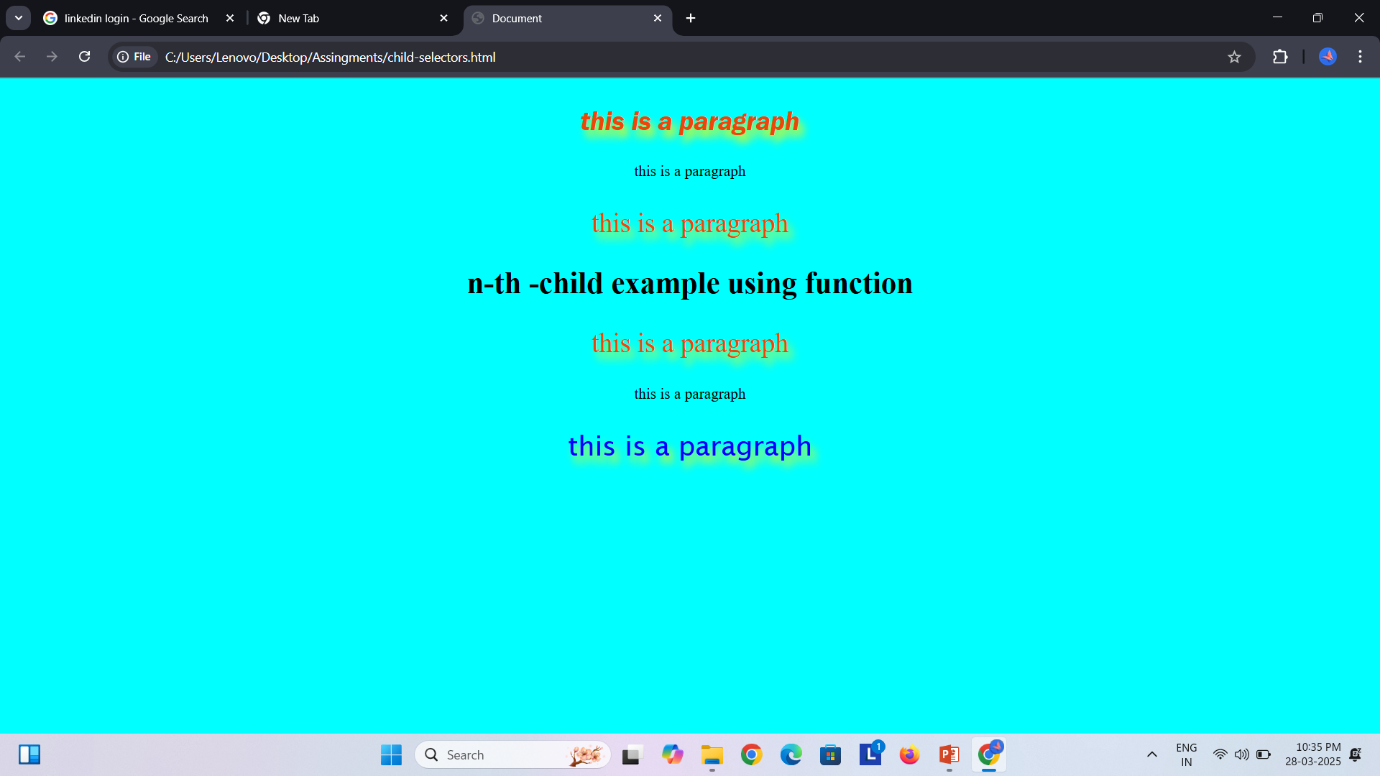 linkedin login - Google Search
New Tab
Document
File
C:/Users/Lenovo/Desktop/Assingments/child-selectors.html
this is a paragraph
this is a paragraph
this is a paragraph
n-th -child example using function
this is a paragraph
this is a paragraph
this is a paragraph
Search
L
1
P
ENG
IN
10:35 PM
28-03-2025